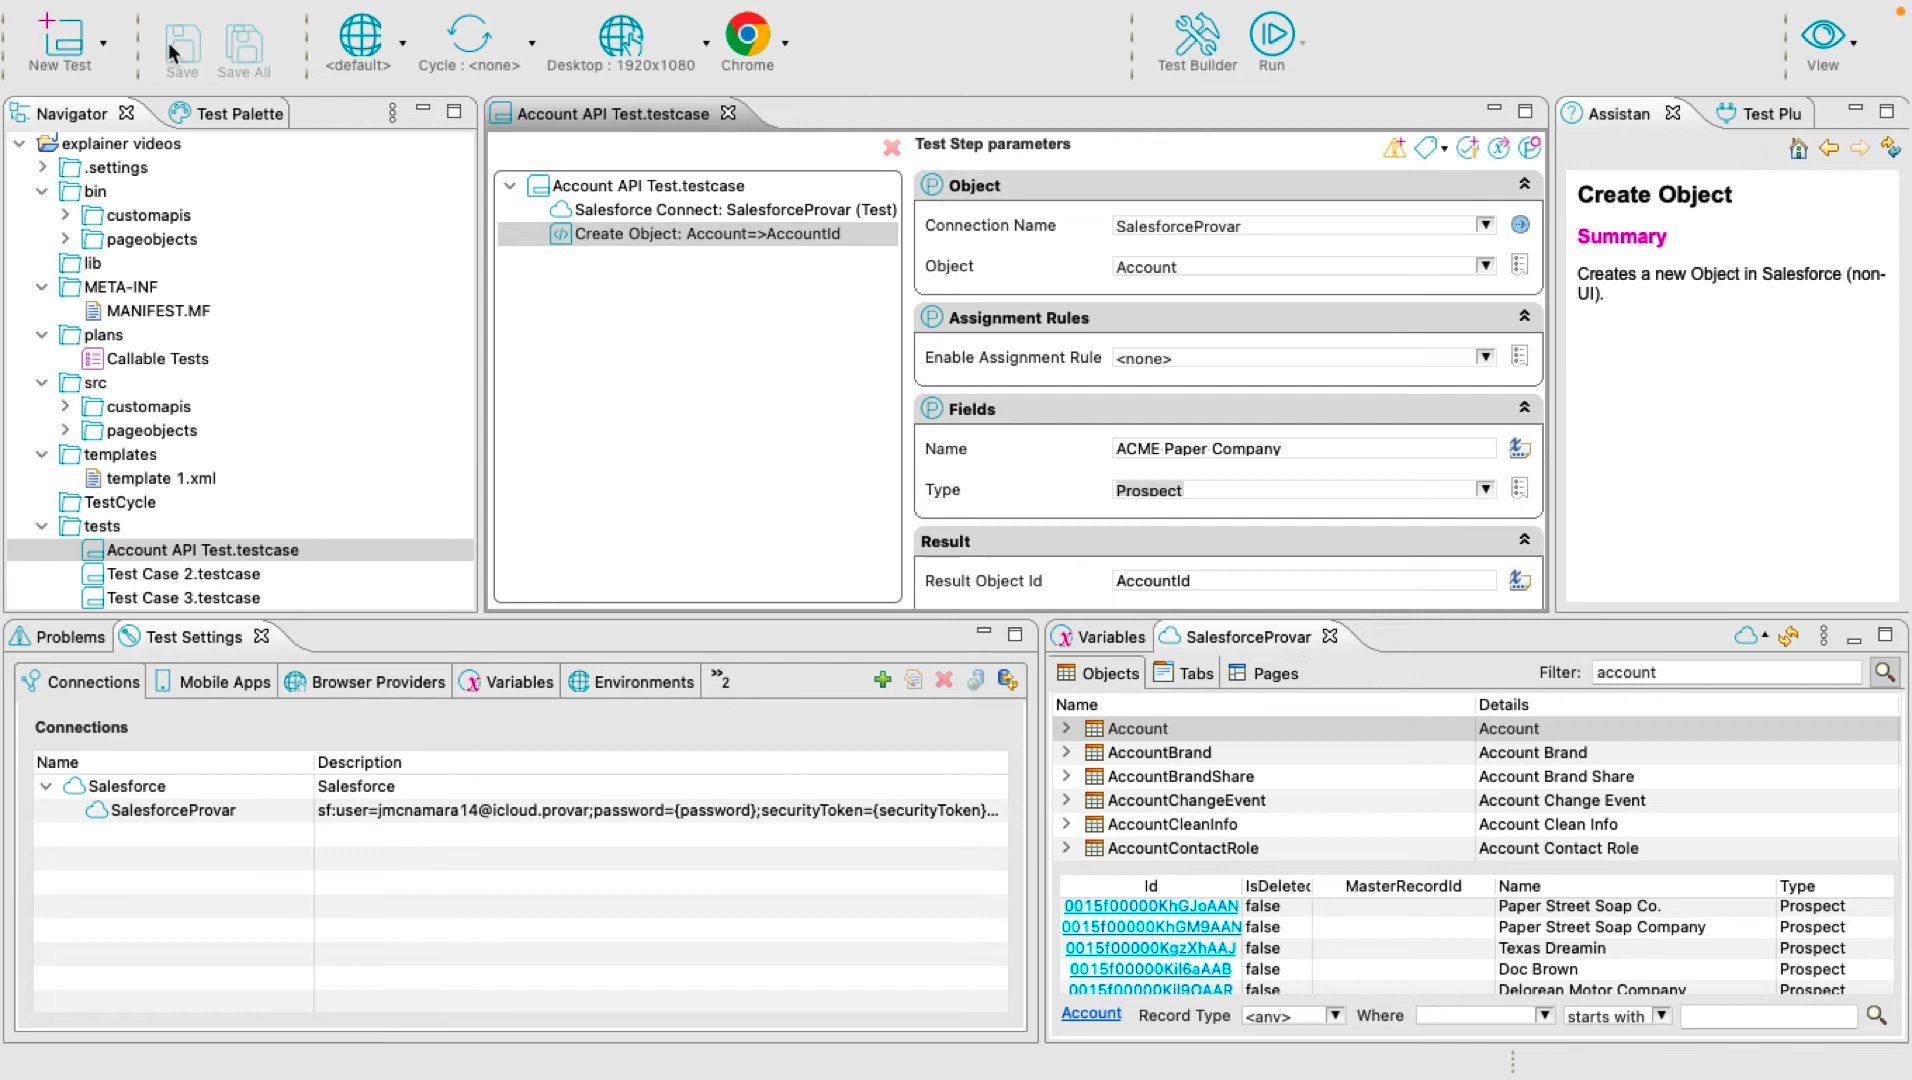 New Test
Save
Save All
<default>
Cycle : <none>
Desktop : 1920x1080
Chrome
Test Builder
Run
View
Navigator
Test Palette
explainer videos
.settings
bin
customapis
pageobjects
lib
META-INF
MANIFEST.MF
plans
Callable Tests
src
customapis
pageobjects
templates
template 1.xml
TestCycle
tests
Account API Test.testcase
Test Case 2.testcase
Test Case 3.testcase
Account API Test.testcase
Account API Test.testcase
Salesforce Connect: SalesforceProvar (Test)
Create Object: Account=>AccountId
Test Step parameters
Object
Connection Name SalesforceProvar
Object Account
Assignment Rules
Enable Assignment Rule <none>
Fields
Name ACME Paper Company
Type Prospect
Result
Result Object Id AccountId
Assistan
Test Plu
Create Object
Summary
Creates a new Object in Salesforce (non-
UI).
Problems
Test Settings
Connections
Mobile Apps
Browser Providers
Variables
Environments
»2
Connections
Name Description
Salesforce Salesforce
SalesforceProvar sf:user=jmcnamara14@icloud.provar;password={password};securityToken={securityToken}...
Variables
SalesforceProvar
Objects
Tabs
Pages
Filter: account
Name Details
Account Account
AccountBrand Account Brand
AccountBrandShare Account Brand Share
AccountChangeEvent Account Change Event
AccountCleanInfo Account Clean Info
AccountContactRole Account Contact Role
Id IsDeletec MasterRecordId Name Type
0015f00000KhGJoAAN false Paper Street Soap Co. Prospect
0015f00000KhGM9AAN false Paper Street Soap Company Prospect
0015f00000KgzXhAAJ false Texas Dreamin Prospect
0015f00000Kil6aAAB false Doc Brown Prospect
0015f00000Kil9OAAR false Delorean Motor Company Prospect
Account Record Type <any> Where starts with